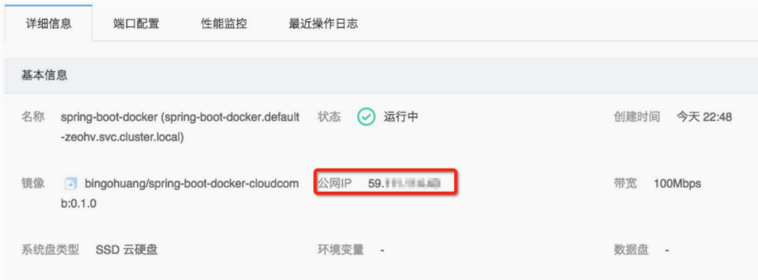 详细信息 端口配置 性能监控 最近操作日志
基本信息
名称 spring-boot-docker (spring-boot-docker.default 状态 运行中 创建时间 今天 22:48
-zeohv.svc.cluster.local)
镜像 bingohuang/spring-boot-docker-cloudcom 公网IP 59. 带宽 100Mbps
b:0.1.0
系统盘类型 SSD 云硬盘 环境变量 - 数据盘 -